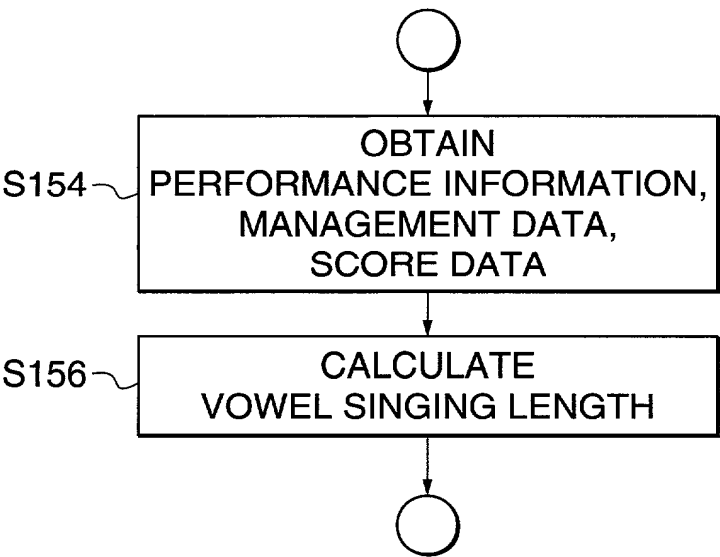 OBTAIN
S154 PERFORMANCE INFORMATION,
MANAGEMENT DATA,
SCORE DATA
S156 CALCULATE
VOWEL SINGING LENGTH